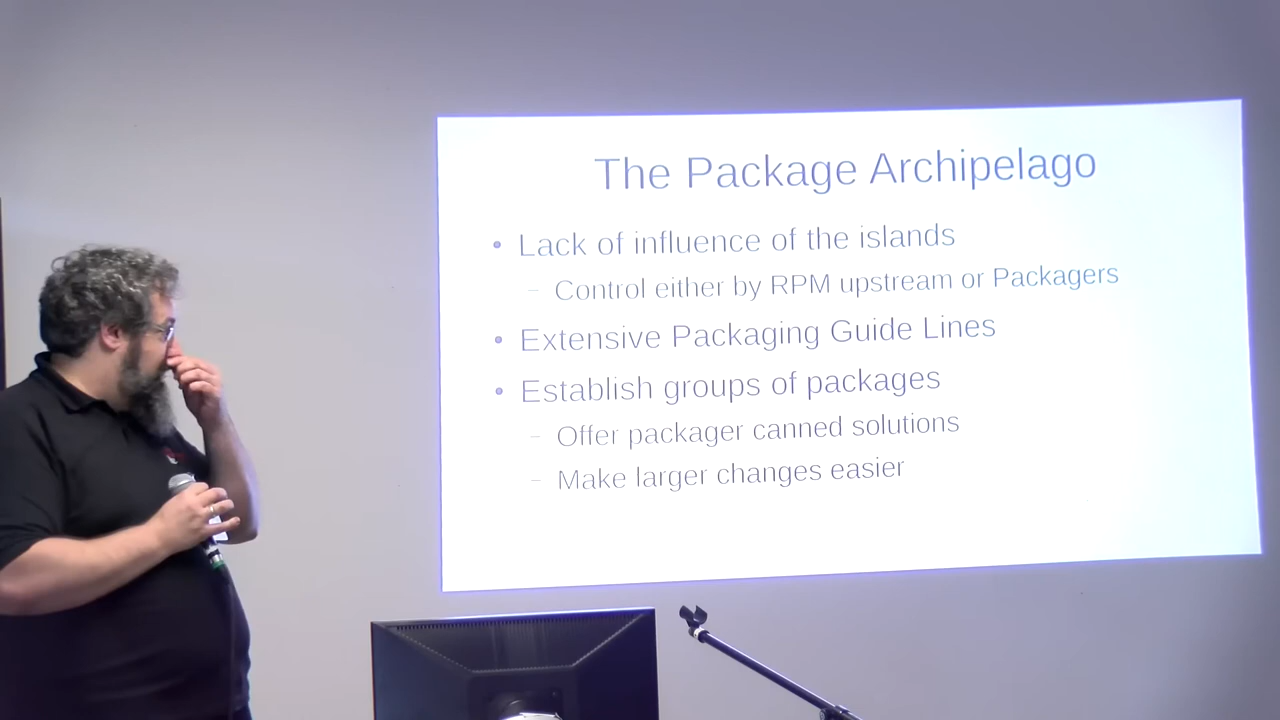 The Package Archipelago
• Lack of influence of the islands
– Control either by RPM upstream or Packagers
• Extensive Packaging Guide Lines
• Establish groups of packages
– Offer packager canned solutions
– Make larger changes easier